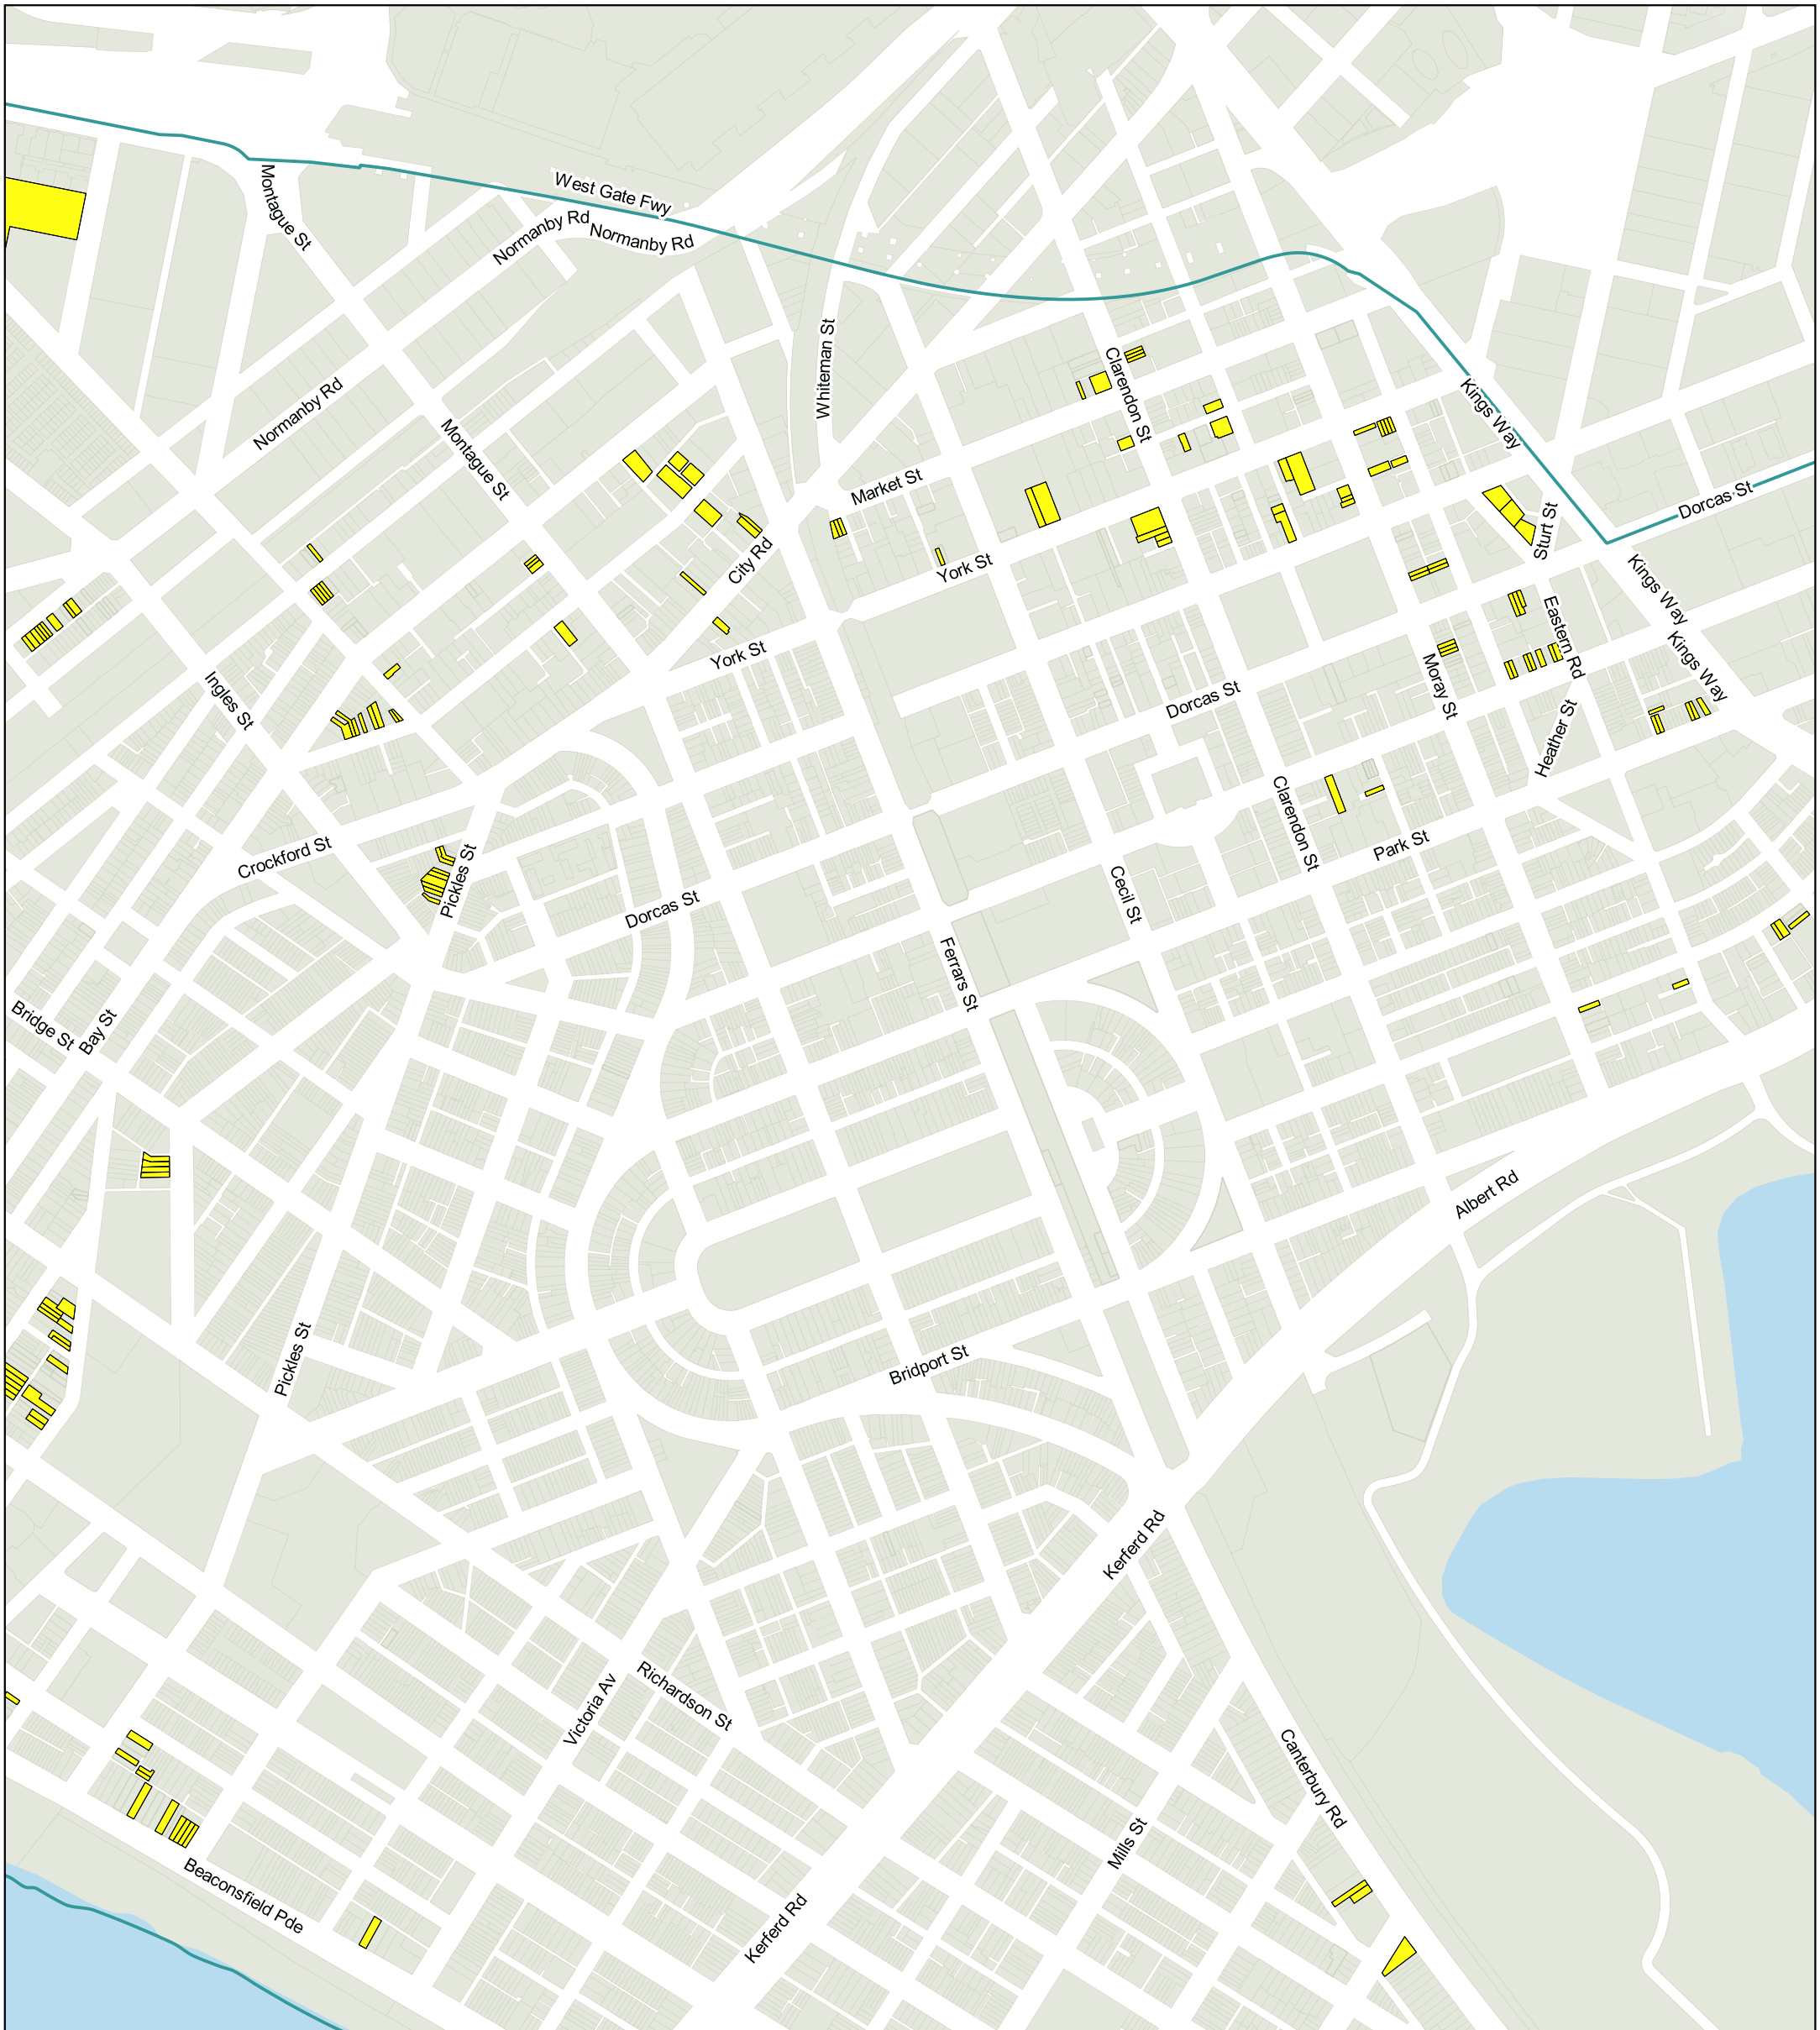 West Gate Fwy
Montague St
Normanby Rd
Normanby Rd
Whiteman St
Clarendon St
Kings Way
Normanby Rd
Montague St
Market St
Dorcas St
Sturt St
City Rd
York St
Kings Way
Eastern Rd
York St
Kings Way
Moray St
Ingles St
Dorcas St
Heather St
Clarendon St
Park St
Crockford St
Pickles St
Cecil St
Dorcas St
Ferrars St
Bridge St
Bay St
Albert Rd
Pickles St
Bridport St
Kerferd Rd
Richardson St
Victoria Av
Canterbury Rd
Mills St
Beaconsfield Pde
Kerferd Rd